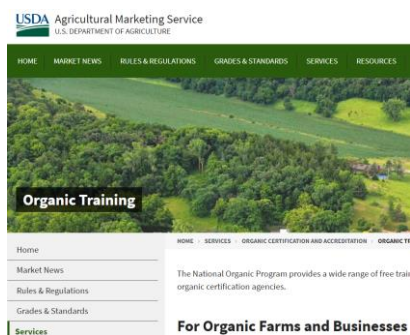 USDA Agricultural Marketing Service
U.S. DEPARTMENT OF AGRICULTURE
HOME MARKET NEWS RULES & REGULATIONS GRADES & STANDARDS SERVICES RESOURCES
Organic Training
HOME › SERVICES › ORGANIC CERTIFICATION AND ACCREDITATION › ORGANIC TE
Home
Market News
Rules & Regulations
Grades & Standards
Services
The National Organic Program provides a wide range of free train
organic certification agencies.
For Organic Farms and Businesses